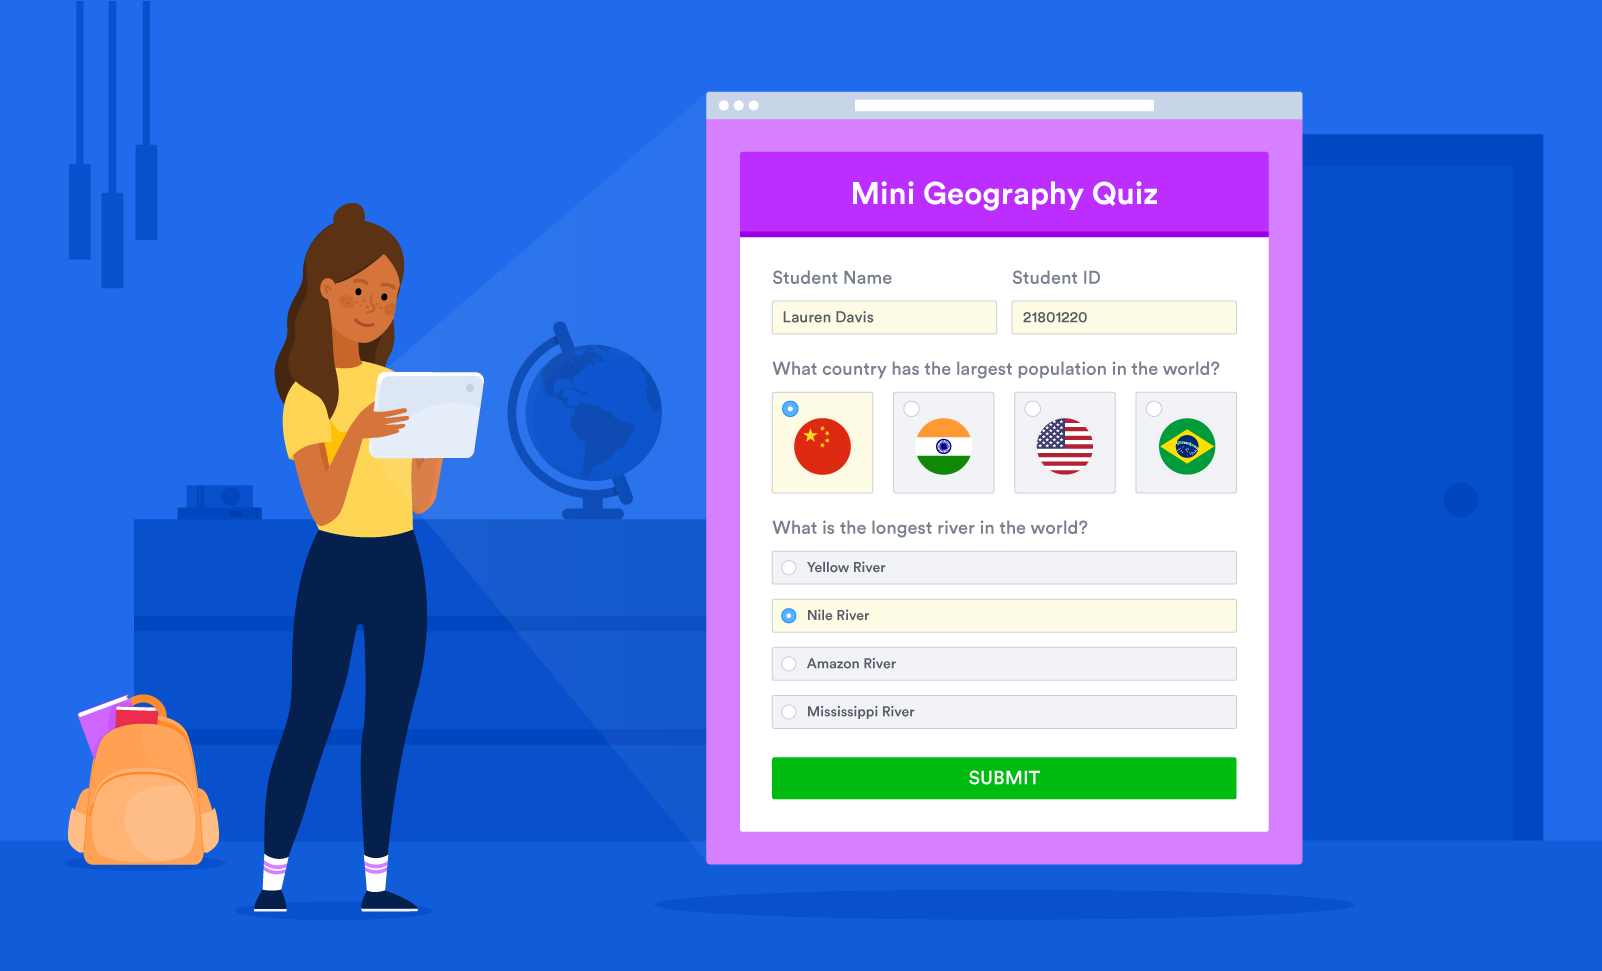 Mini Geography Quiz
Student Name
Student ID
Lauren Davis
21801220
What country has the largest population in the world?
What is the longest river in the world?
Yellow River
Nile River
Amazon River
Mississippi River
SUBMIT